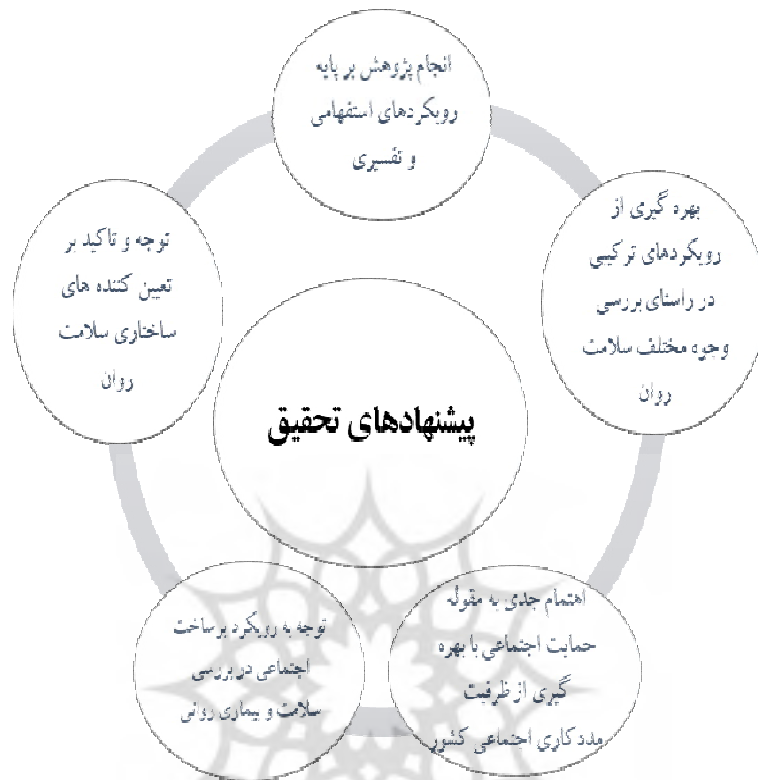 انجام پژوهش بر پایه
رویکردهای استفهامی
و تفسیری
بهره گیری از
رویکردهای ترکیبی
در راستای بررسی
وجوه مختلف سلامت
روان
اهتمام جدی به مقوله
حمایت اجتماعی با بهره
گیری از ظرفیت
مددکاری اجتماعی کشور
توجه به رویکرد برساخت
اجتماعی در بررسی
سلامت و بیماری روانی
توجه و تاکید بر
تعیین کننده های
ساختاری سلامت
روان
پیشنهادهای تحقیق